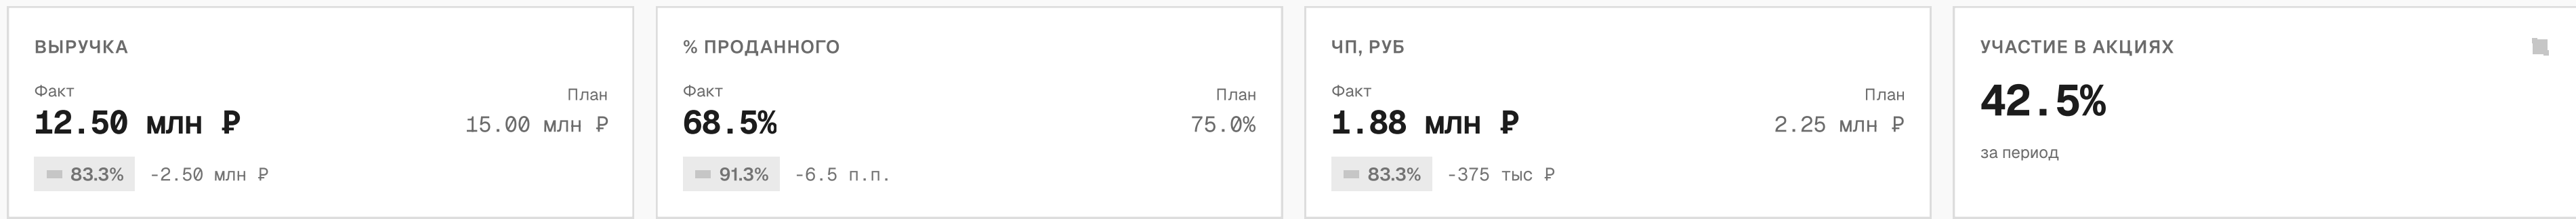 ВЫРУЧКА
Факт
План
12.50 млн ₽
15.00 млн ₽
83.3%
-2.50 млн ₽
% ПРОДАННОГО
Факт
План
68.5%
75.0%
91.3%
-6.5 п.п.
ЧП, РУБ
Факт
План
1.88 млн ₽
2.25 млн ₽
83.3%
-375 тыс ₽
УЧАСТИЕ В АКЦИЯХ
42.5%
за период